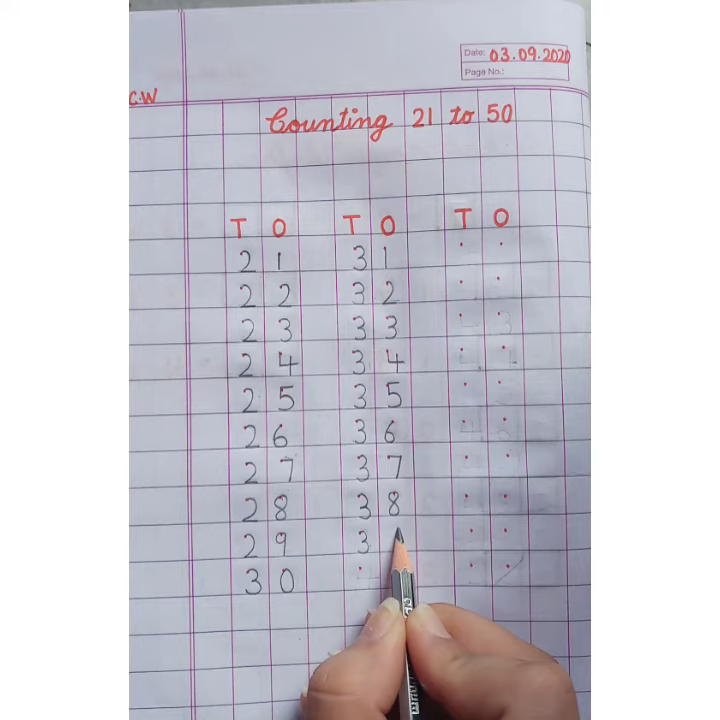 Date: 03.09.2020
Page No.:
C.W
Counting 21 to 50
T O T O T O
2 1 3 1
2 2 3 2
2 3 3 3
2 4 3 4
2 5 3 5
2 6 3 6
2 7 3 7
2 8 3 8
2 9 3
3 0